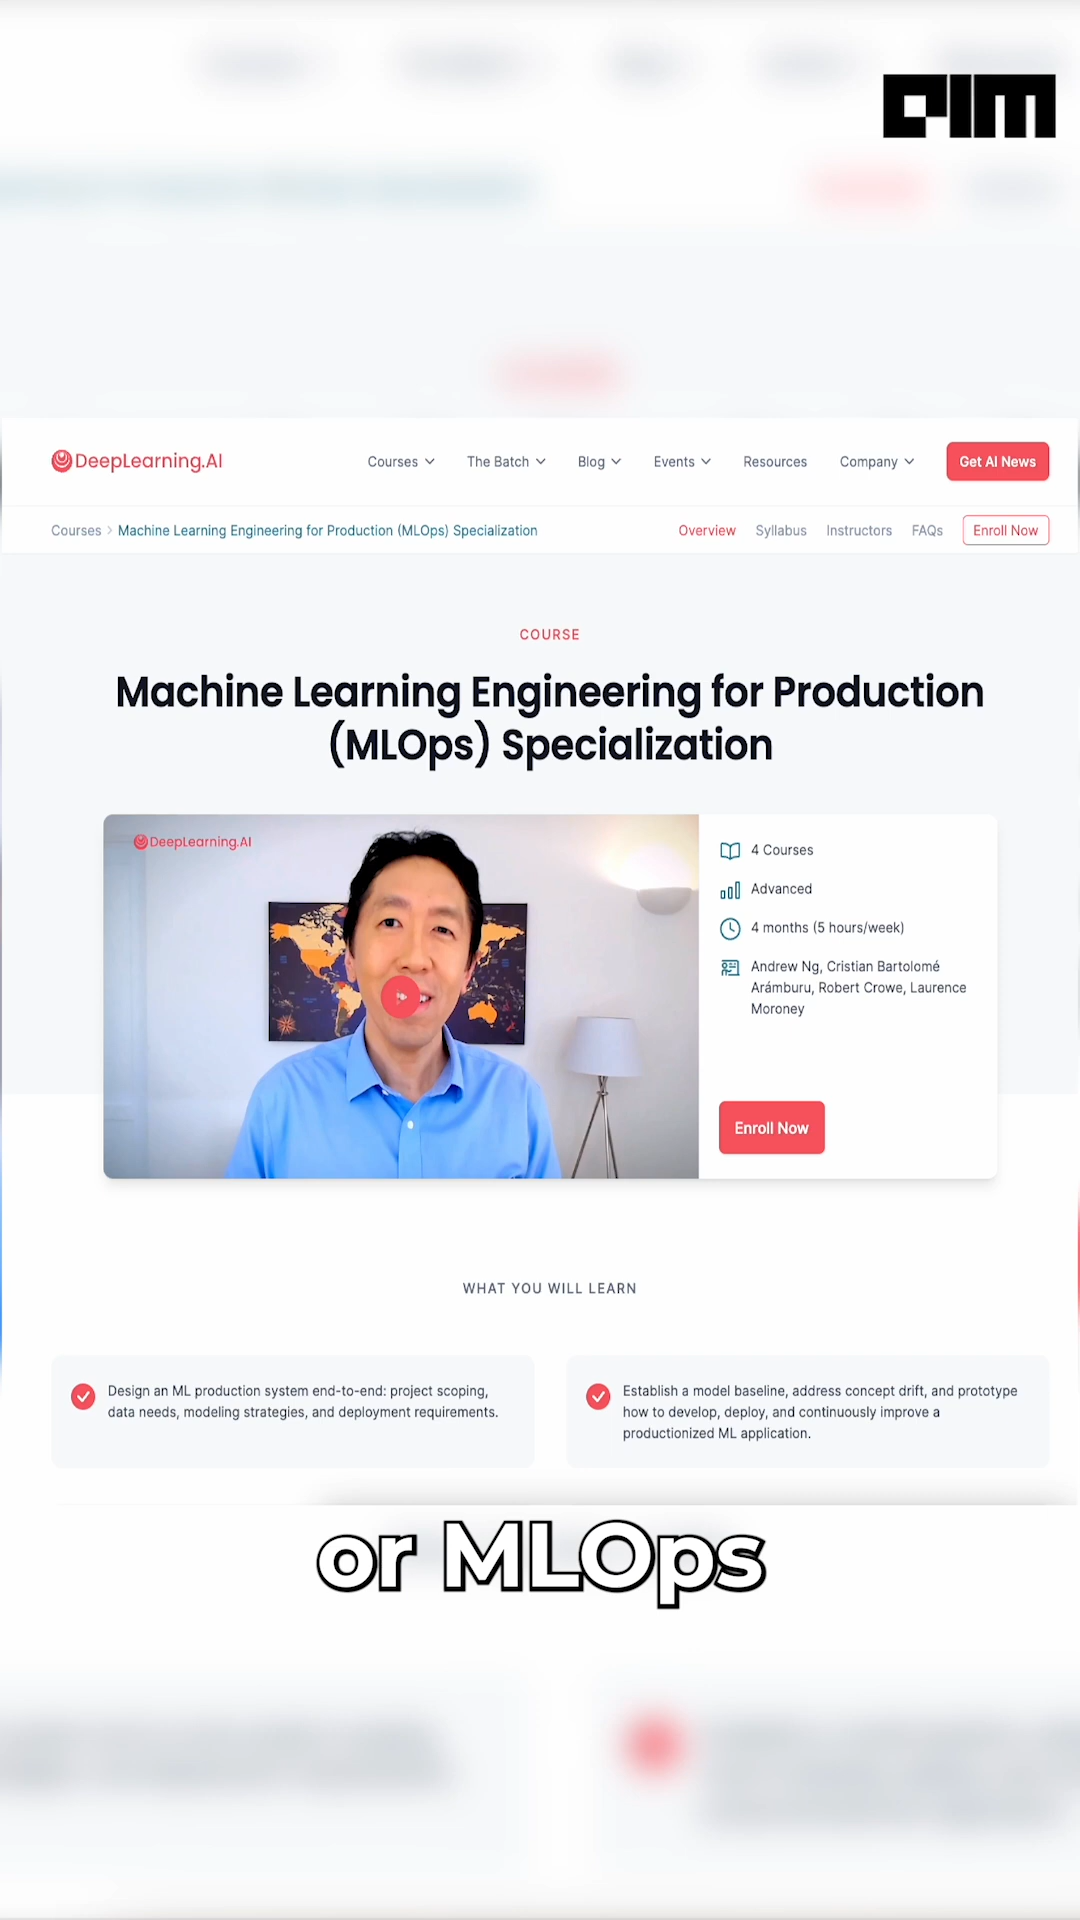 AIM
DeepLearning.AI
Courses
The Batch
Blog
Events
Resources
Company
Get AI News
Courses > Machine Learning Engineering for Production (MLOps) Specialization
Overview
Syllabus
Instructors
FAQs
Enroll Now
COURSE
Machine Learning Engineering for Production
(MLOps) Specialization
DeepLearning.AI
4 Courses
Advanced
4 months (5 hours/week)
Andrew Ng, Cristian Bartolomé
Arámburu, Robert Crowe, Laurence
Moroney
Enroll Now
WHAT YOU WILL LEARN
Design an ML production system end-to-end: project scoping,
data needs, modeling strategies, and deployment requirements.
Establish a model baseline, address concept drift, and prototype
how to develop, deploy, and continuously improve a
productionized ML application.
or MLOps